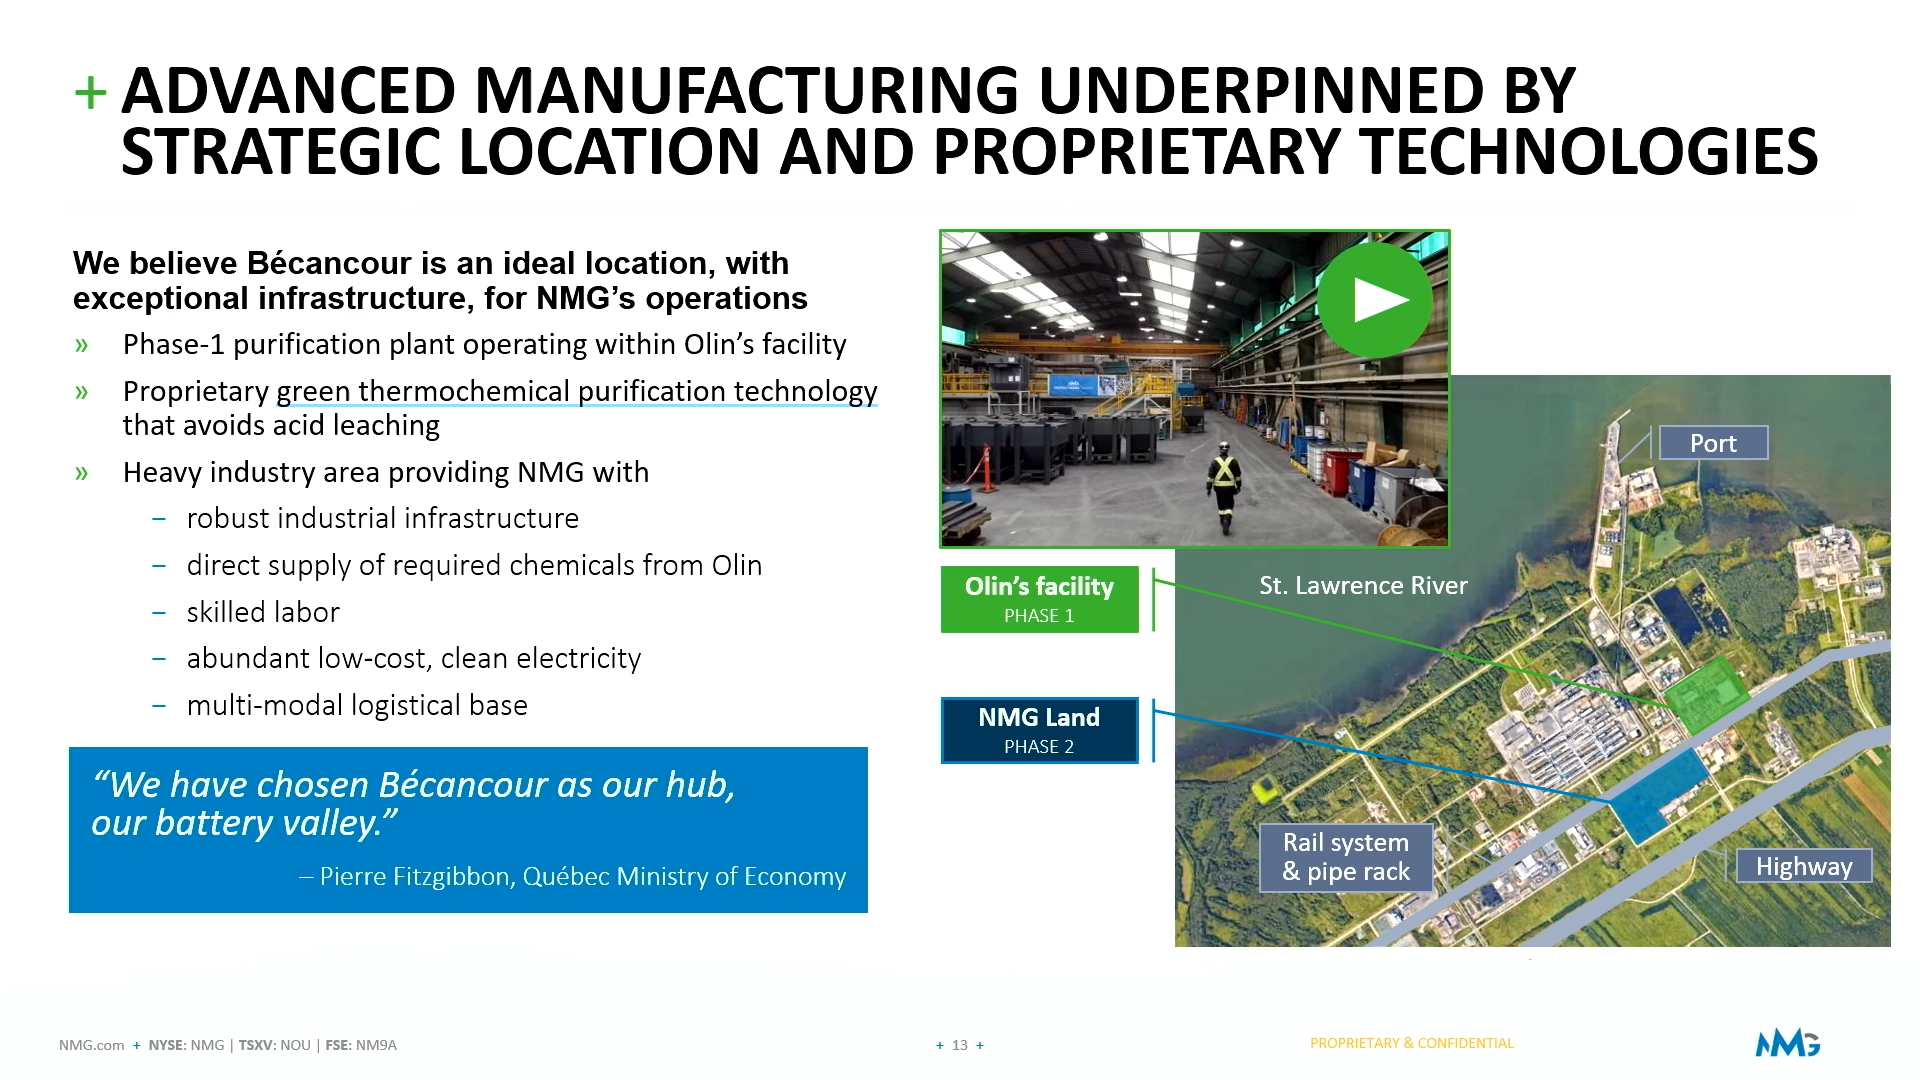 + ADVANCED MANUFACTURING UNDERPINNED BY
STRATEGIC LOCATION AND PROPRIETARY TECHNOLOGIES
We believe Bécancour is an ideal location, with
exceptional infrastructure, for NMG’s operations
» Phase-1 purification plant operating within Olin’s facility
» Proprietary green thermochemical purification technology
that avoids acid leaching
» Heavy industry area providing NMG with
– robust industrial infrastructure
– direct supply of required chemicals from Olin
– skilled labor
– abundant low-cost, clean electricity
– multi-modal logistical base
“We have chosen Bécancour as our hub,
our battery valley.”
– Pierre Fitzgibbon, Québec Ministry of Economy
Olin’s facility
PHASE 1
NMG Land
PHASE 2
Port
St. Lawrence River
Rail system
& pipe rack
Highway
NMG.com + NYSE: NMG | TSXV: NOU | FSE: NM9A
+ 13 +
PROPRIETARY & CONFIDENTIAL
NMG